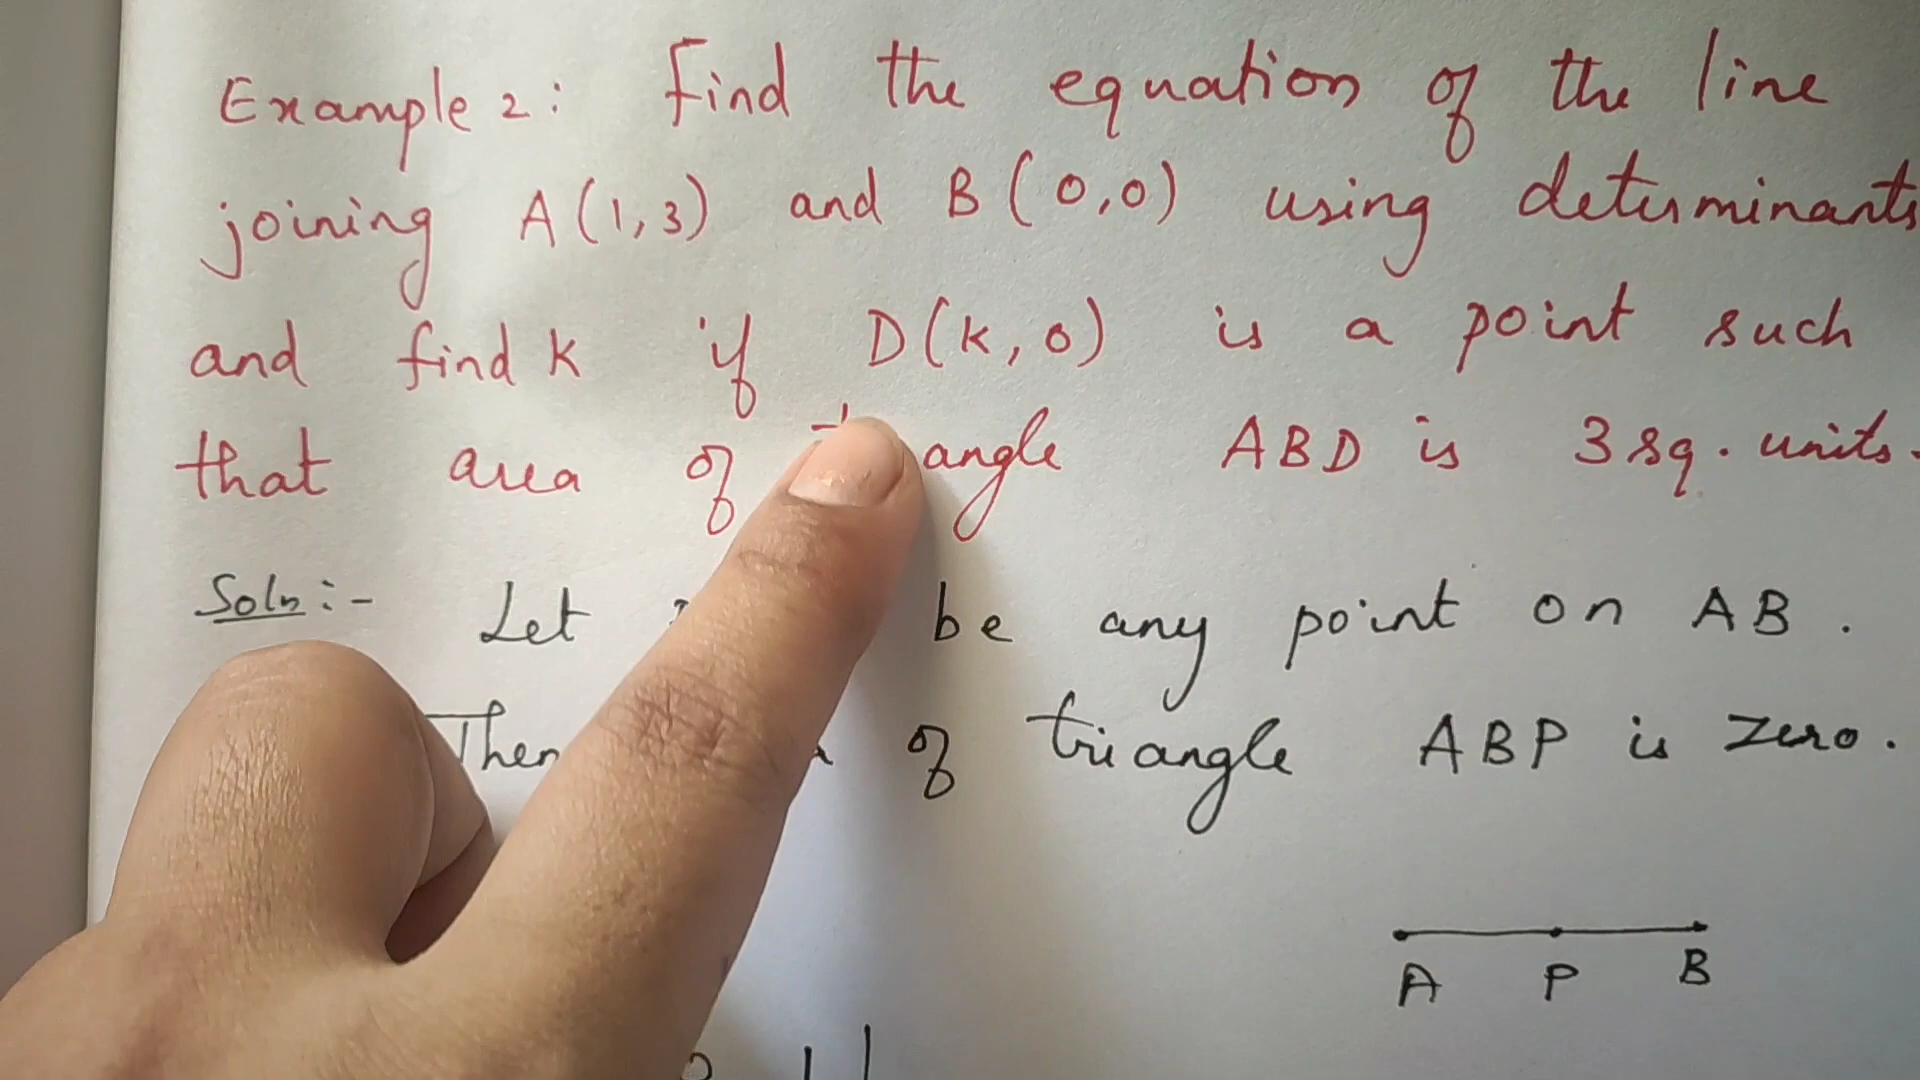 Example 2: Find the equation of the line
joining A(1,3) and B(0,0) using determinants
and find k if D(k,0) is a point such
that area of angle ABD is 3 sq. units.
Soln:- Let be any point on AB.
Then of triangle ABP is zero.
A P B